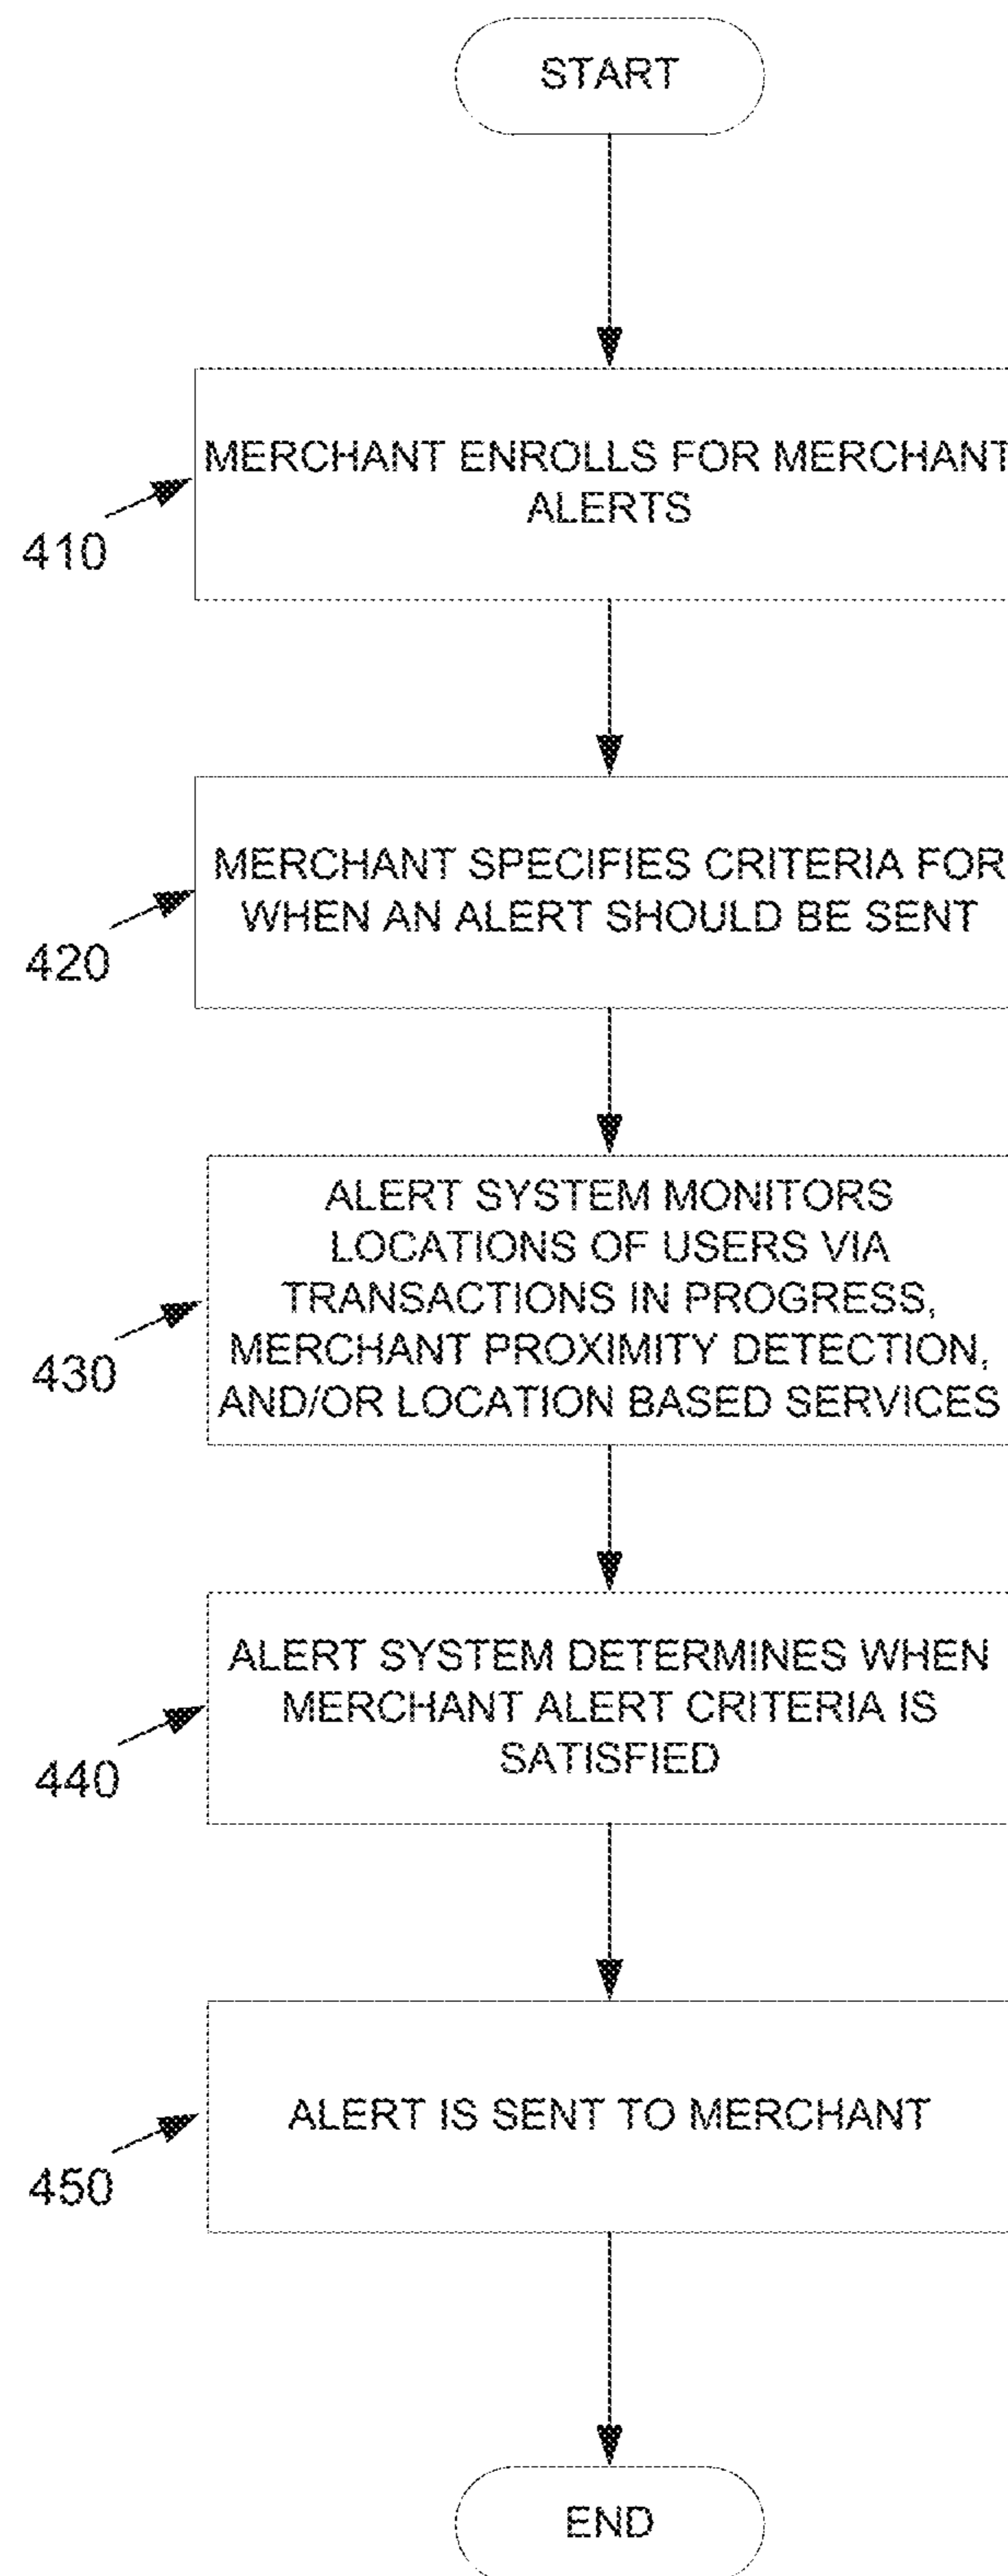 START
MERCHANT ENROLLS FOR MERCHANT
ALERTS
410
MERCHANT SPECIFIES CRITERIA FOR
WHEN AN ALERT SHOULD BE SENT
420
ALERT SYSTEM MONITORS
LOCATIONS OF USERS VIA
TRANSACTIONS IN PROGRESS,
MERCHANT PROXIMITY DETECTION,
AND/OR LOCATION BASED SERVICES
430
ALERT SYSTEM DETERMINES WHEN
MERCHANT ALERT CRITERIA IS
SATISFIED
440
ALERT IS SENT TO MERCHANT
450
END